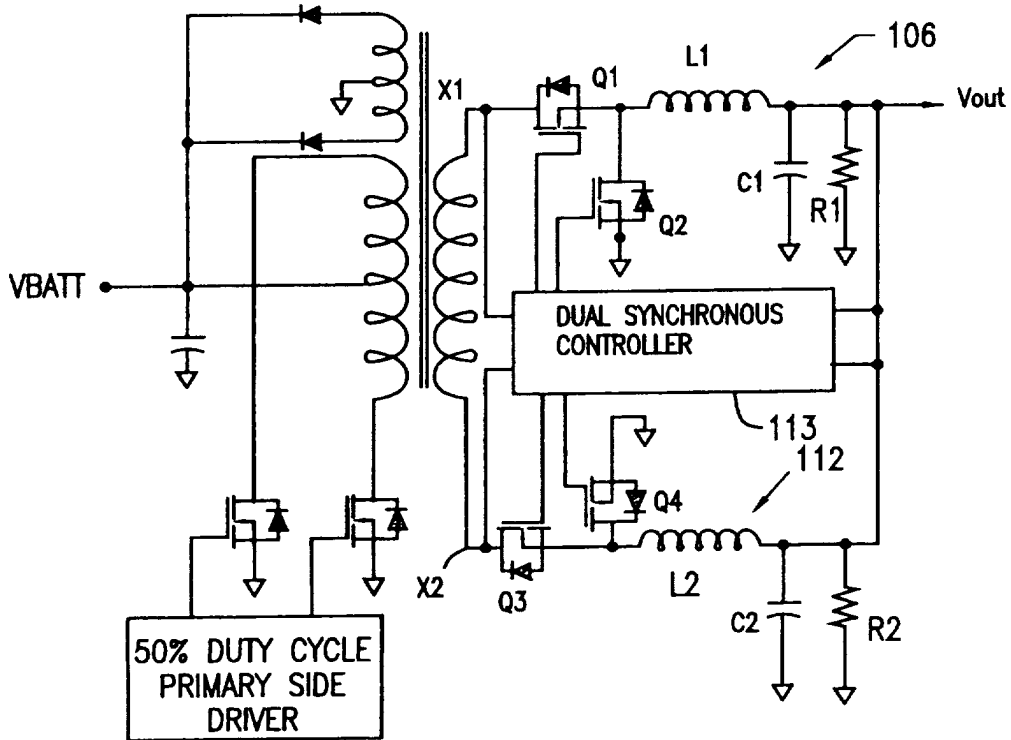 106
L1
X1
Q1
Vout
C1
R1
Q2
VBATT
DUAL SYNCHRONOUS
CONTROLLER
113
112
Q4
X2
Q3
L2
C2
R2
50% DUTY CYCLE
PRIMARY SIDE
DRIVER